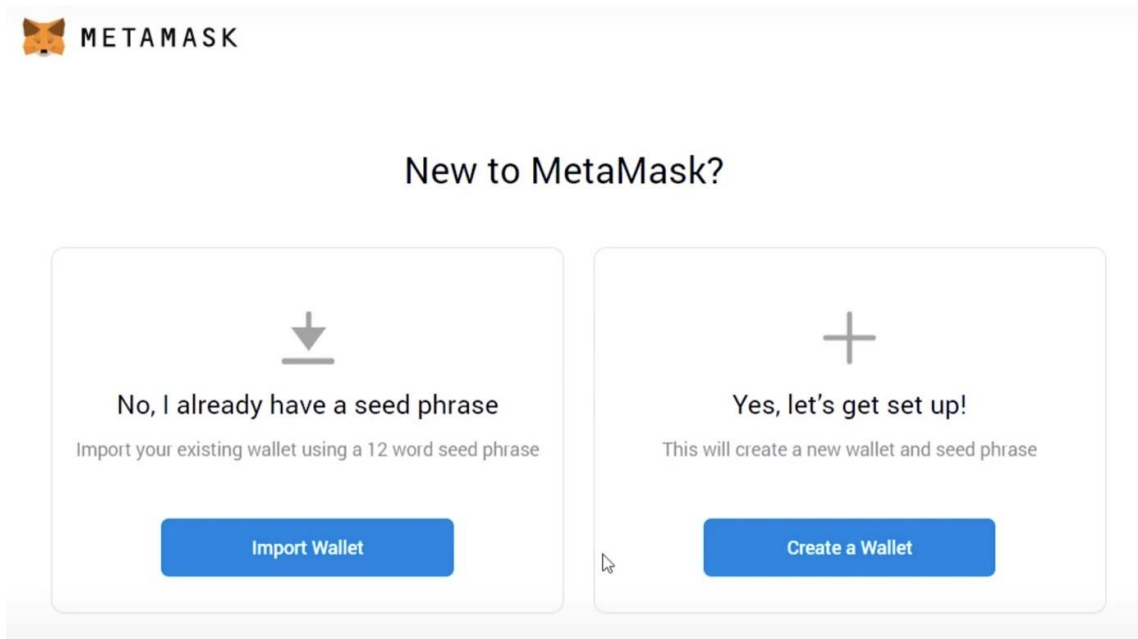 METAMASK
New to MetaMask?
No, I already have a seed phrase
Import your existing wallet using a 12 word seed phrase
Import Wallet
Yes, let's get set up!
This will create a new wallet and seed phrase
Create a Wallet